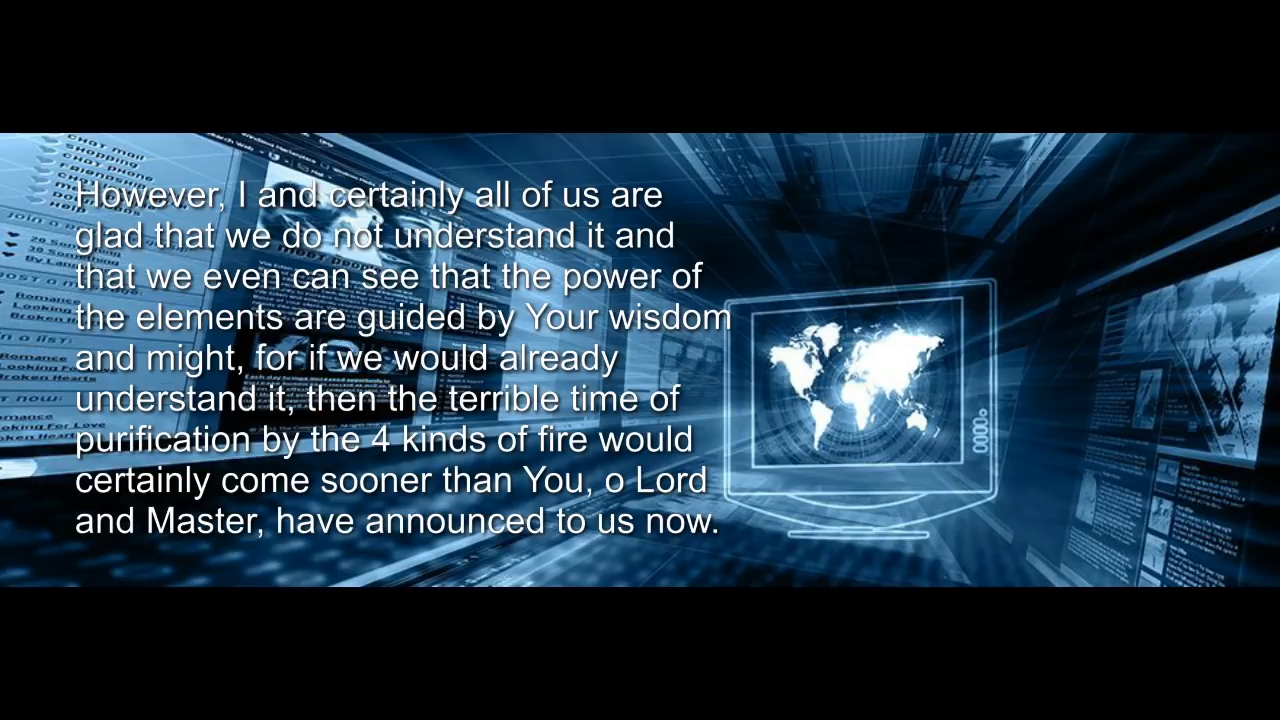 However, I and certainly all of us are
glad that we do not understand it and
that we even can see that the power of
the elements are guided by Your wisdom
and might, for if we would already
understand it, then the terrible time of
purification by the 4 kinds of fire would
certainly come sooner than You, o Lord
and Master, have announced to us now.